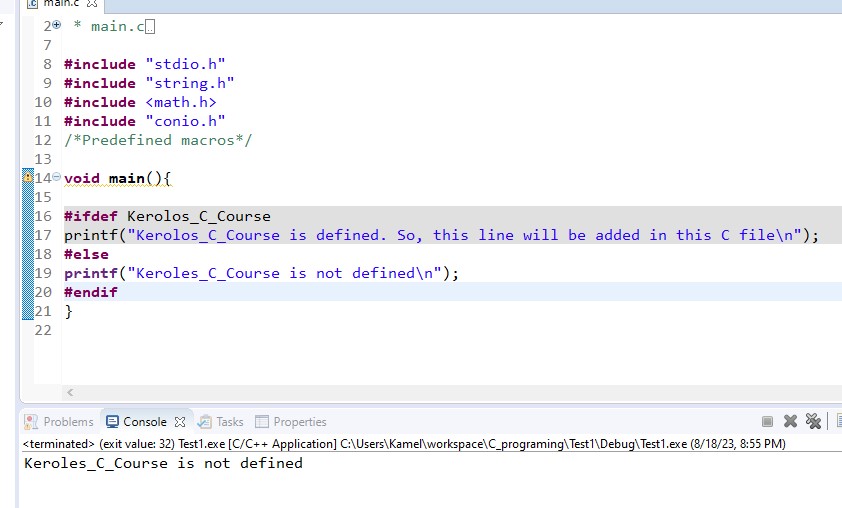 main.c
2 * main.c
7
8 #include "stdio.h"
9 #include "string.h"
10 #include <math.h>
11 #include "conio.h"
12 /*Predefined macros*/
13
14 void main(){
15
16 #ifdef Kerolos_C_Course
17 printf("Kerolos_C_Course is defined. So, this line will be added in this C file\n");
18 #else
19 printf("Keroles_C_Course is not defined\n");
20 #endif
21 }
22
Problems Console Tasks Properties
<terminated> (exit value: 32) Test1.exe [C/C++ Application] C:\Users\Kamel\workspace\C_programing\Test1\Debug\Test1.exe (8/18/23, 8:55 PM)
Keroles_C_Course is not defined